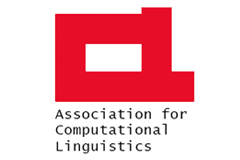 Association for
Computational
Linguistics